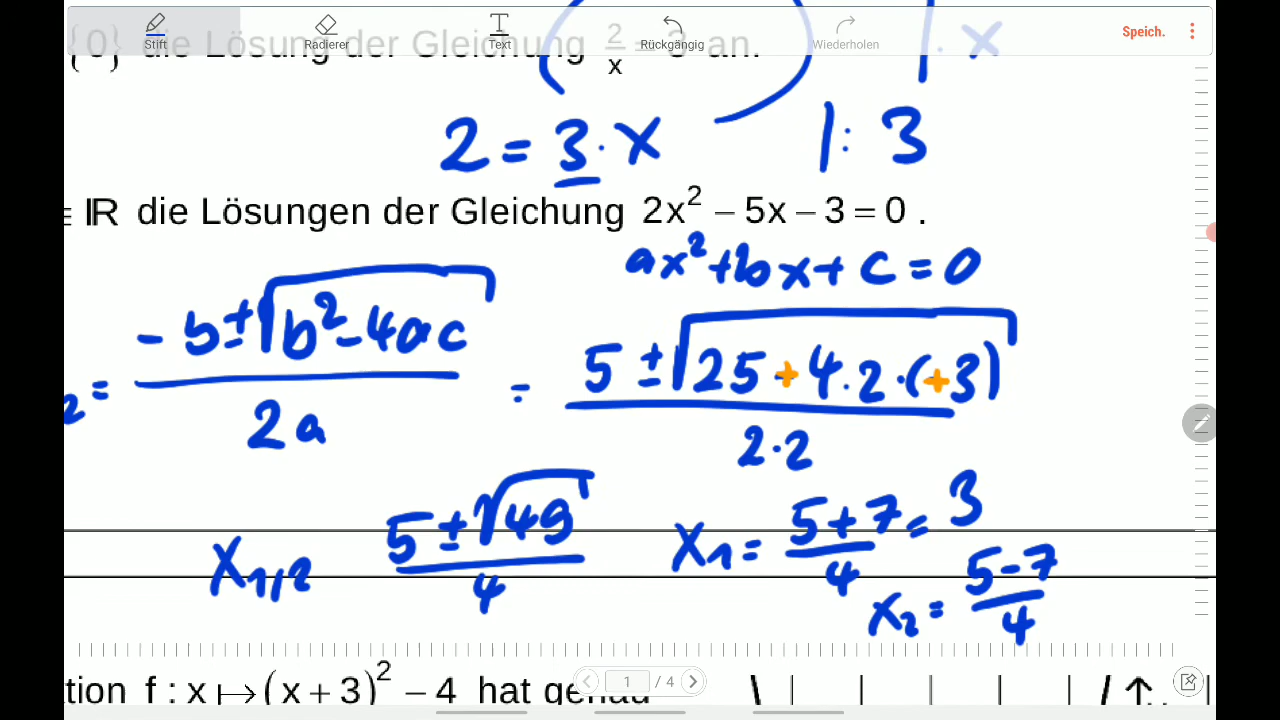 Stift Radierer Text Rückgängig Wiederholen Speich.
{0} die Lösung der Gleichung 2/x = 3 an. | · x
2 = 3 · x | : 3
∈ ℝ die Lösungen der Gleichung 2x² − 5x − 3 = 0 .
ax² + bx + c = 0
2 = (−b ± √(b² − 4ac)) / 2a = (5 ± √(25 + 4 · 2 · (+3))) / 2 · 2
x₁,₂ (5 ± √49) / 4 x₁ = (5 + 7) / 4 = 3
x₂ = (5 − 7) / 4
tion f : x ↦ (x + 3)² − 4 hat genau
1 / 4